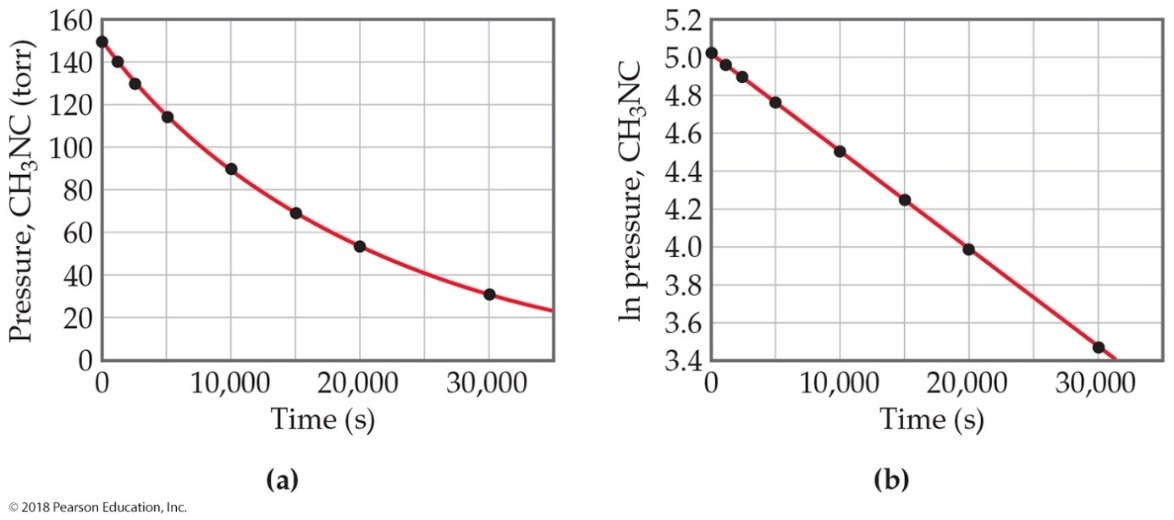 160
140
120
100
80
60
40
20
0
Pressure, CH₃NC (torr)
0 10,000 20,000 30,000
Time (s)
(a)
5.2
5.0
4.8
4.6
4.4
4.2
4.0
3.8
3.6
3.4
ln pressure, CH₃NC
0 10,000 20,000 30,000
Time (s)
(b)
© 2018 Pearson Education, Inc.